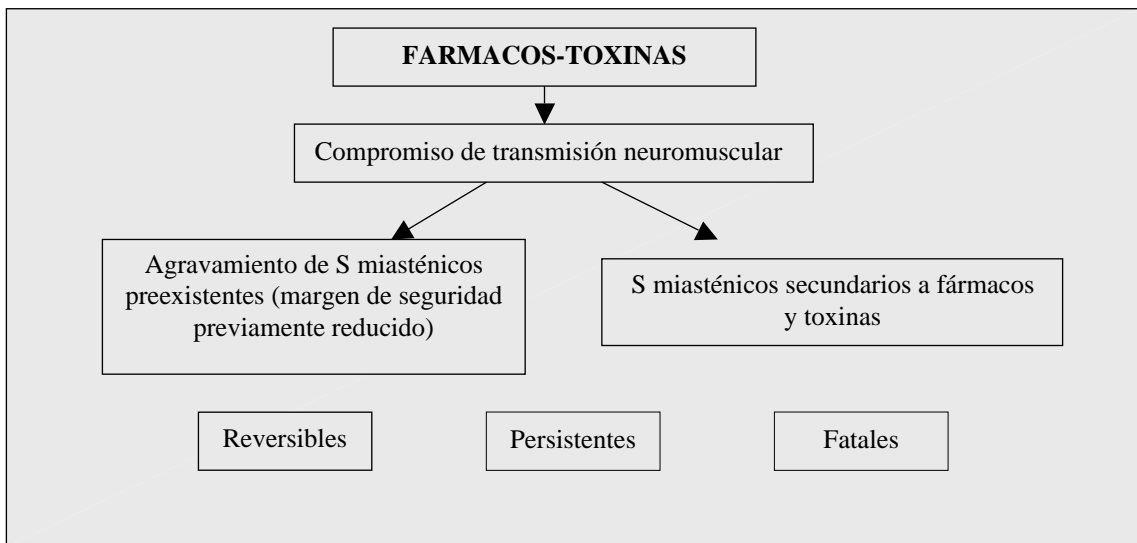 FARMACOS-TOXINAS
Compromiso de transmisión neuromuscular
Agravamiento de S miasténicos
preexistentes (margen de seguridad
previamente reducido)
S miasténicos secundarios a fármacos
y toxinas
Reversibles
Persistentes
Fatales